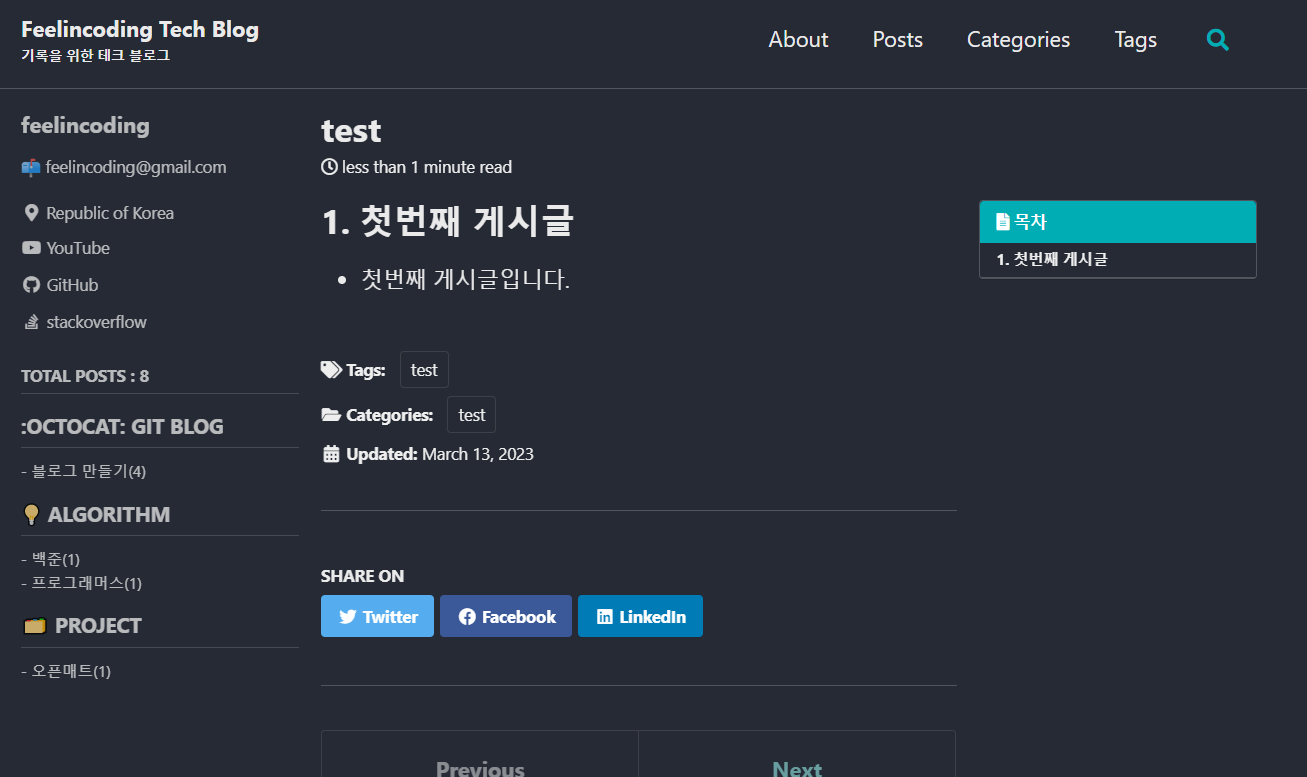 Feelincoding Tech Blog
기록을 위한 테크 블로그
About Posts Categories Tags
feelincoding
feelincoding@gmail.com
Republic of Korea
YouTube
GitHub
stackoverflow
TOTAL POSTS : 8
:OCTOCAT: GIT BLOG
- 블로그 만들기(4)
ALGORITHM
- 백준(1)
- 프로그래머스(1)
PROJECT
- 오픈매트(1)
test
less than 1 minute read
1. 첫번째 게시글
• 첫번째 게시글입니다.
Tags: test
Categories: test
Updated: March 13, 2023
SHARE ON
Twitter Facebook LinkedIn
Previous Next
목차
1. 첫번째 게시글